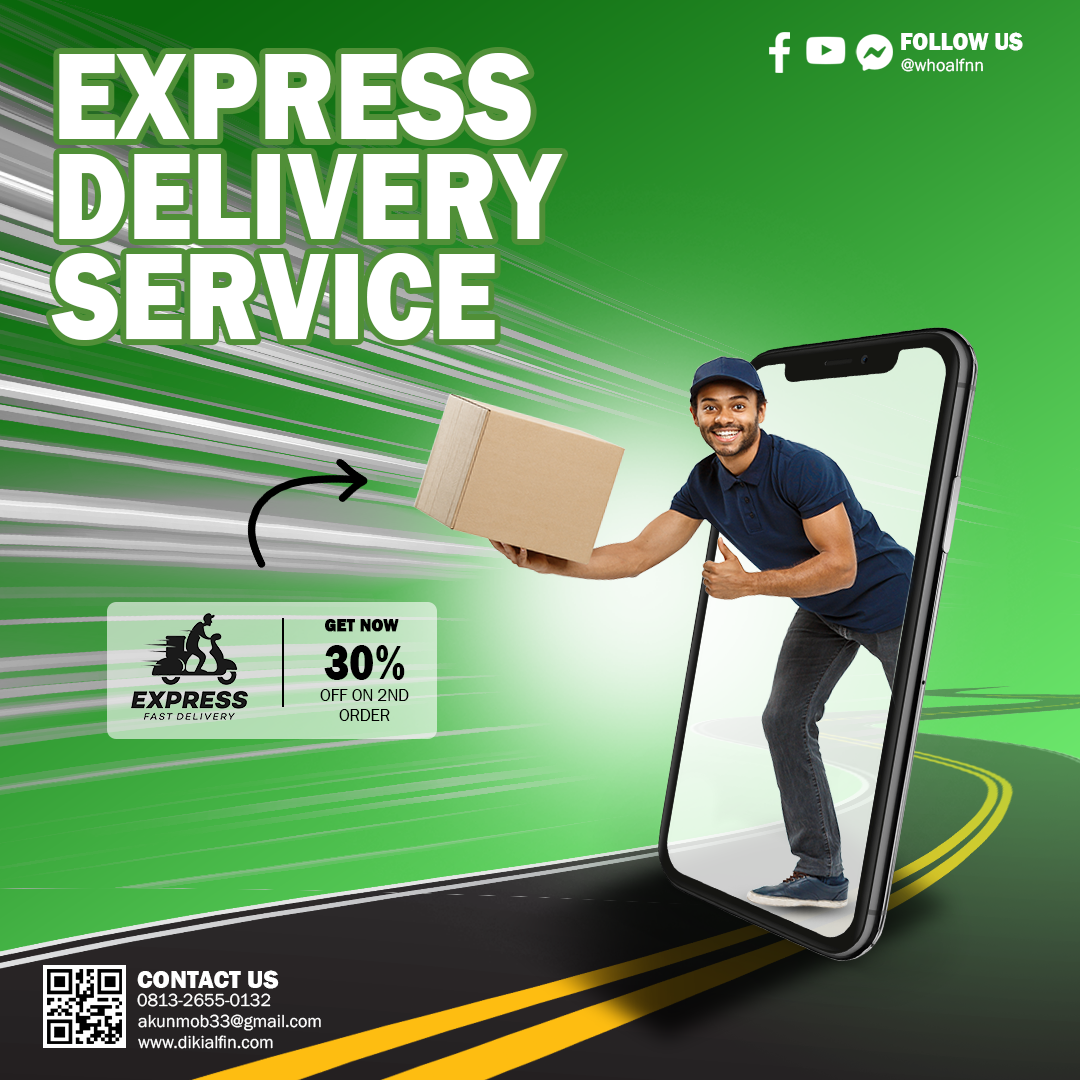 EXPRESS
DELIVERY
SERVICE
FOLLOW US
@whoalfnn
EXPRESS
FAST DELIVERY
GET NOW
30%
OFF ON 2ND
ORDER
CONTACT US
0813-2655-0132
akunmob33@gmail.com
www.dikialfin.com